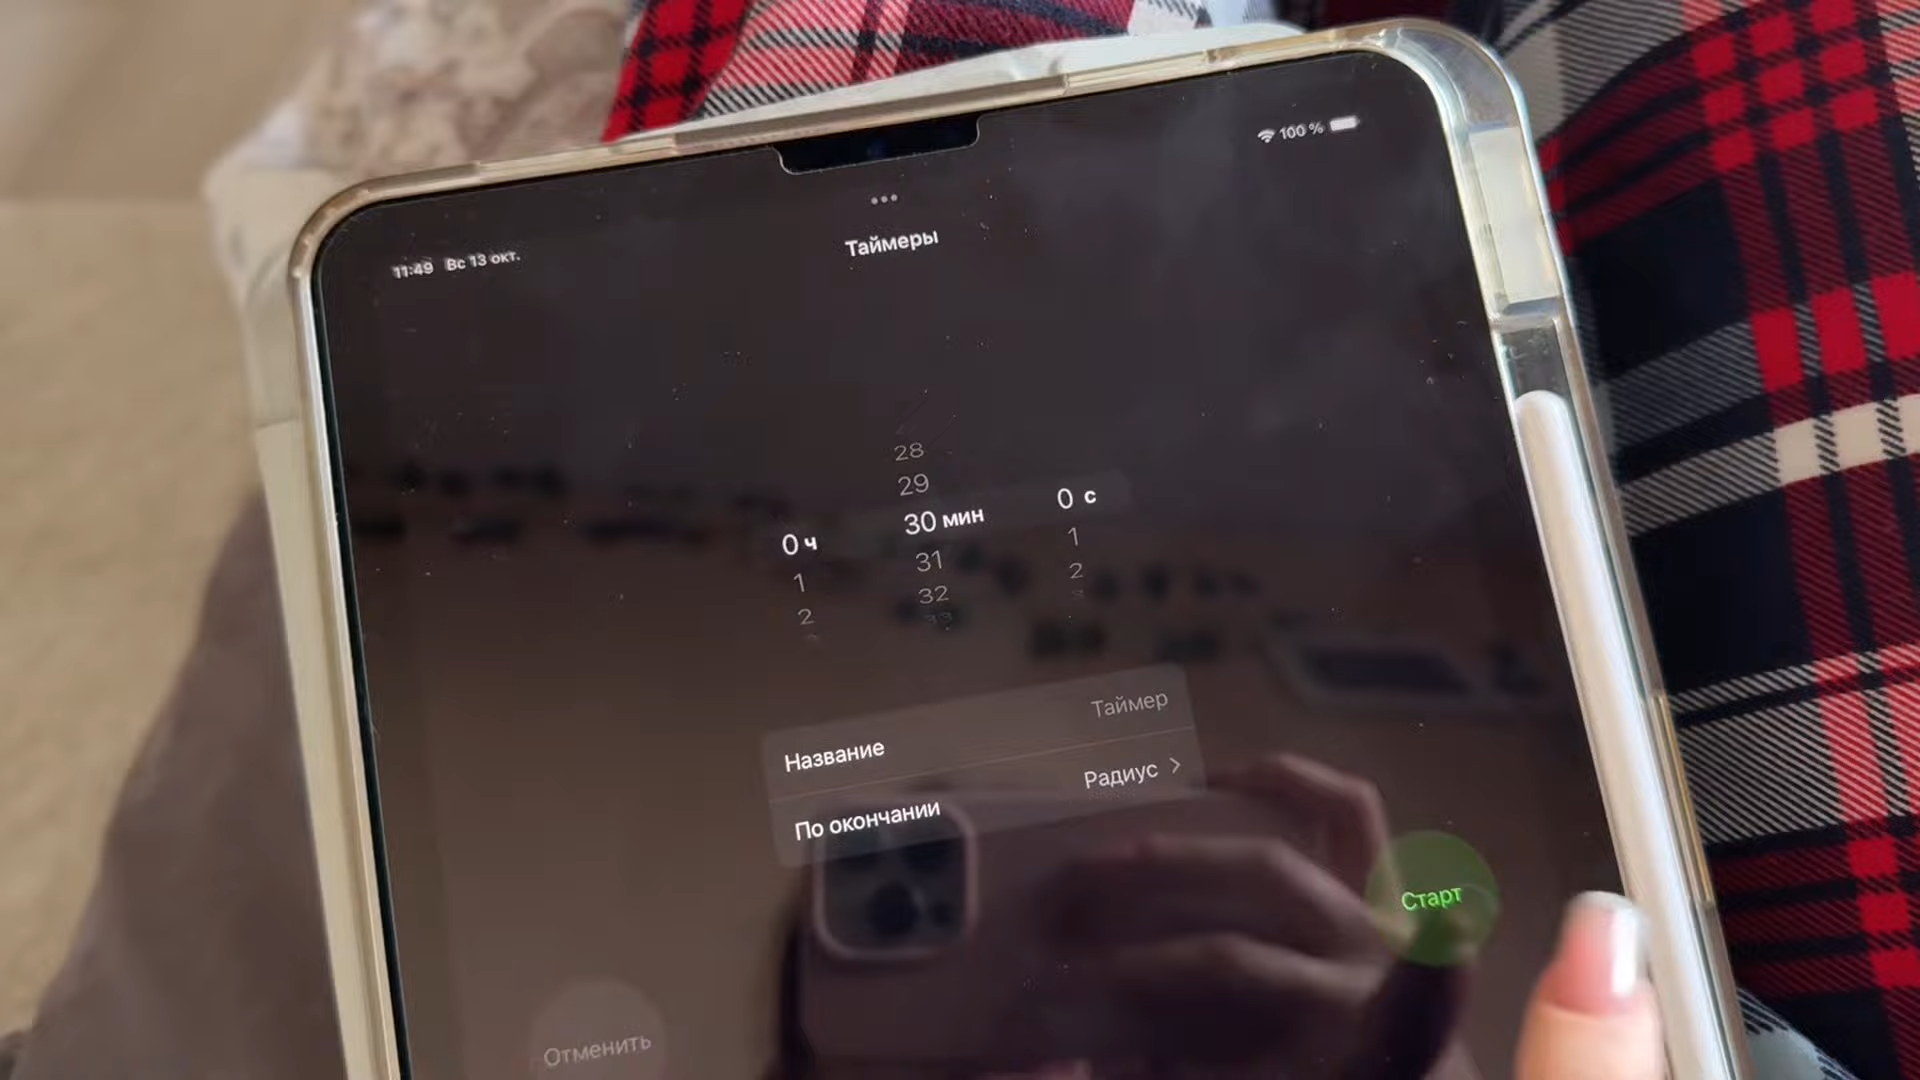 11:49 Вс 13 окт.
100 %
Таймеры
28
29
0 ч 30 мин 0 с
1 31 1
2 32 2
33
Название Таймер
По окончании Радиус
Старт
Отменить